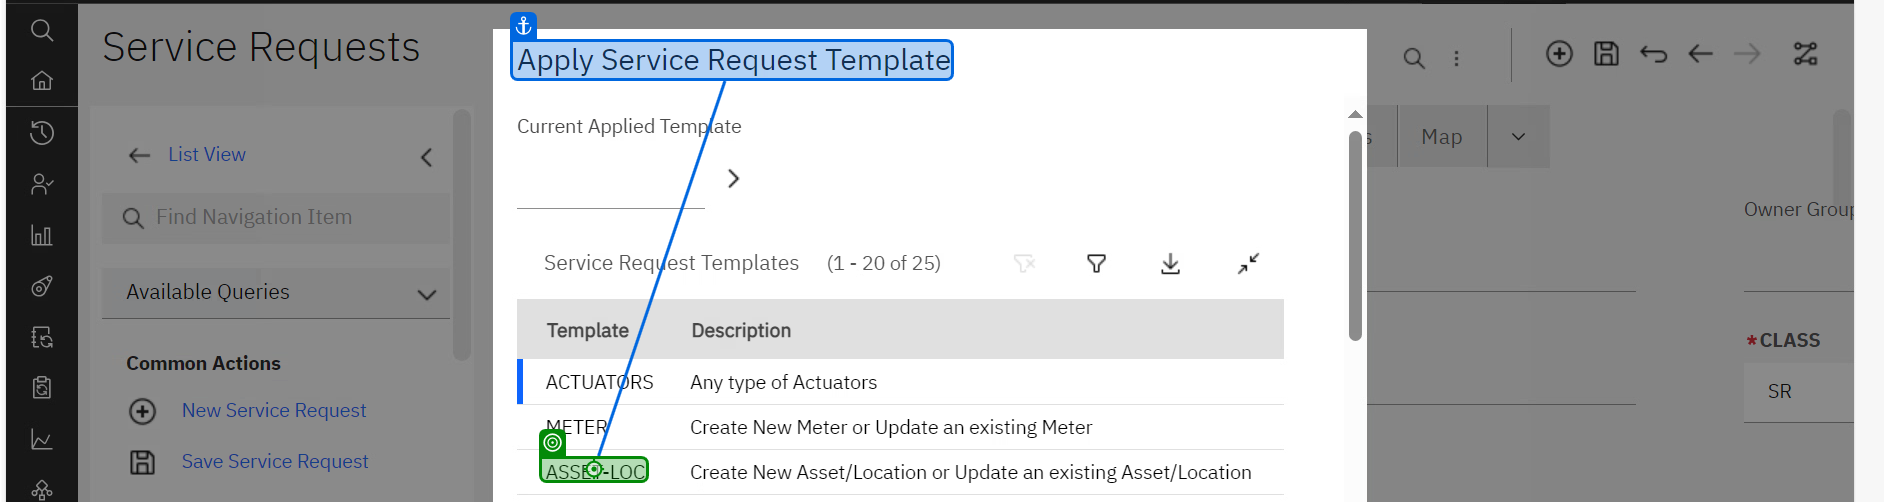 Service Requests
List View
Find Navigation Item
Available Queries
Common Actions
New Service Request
Save Service Request
Apply Service Request Template
Current Applied Template
Service Request Templates (1 - 20 of 25)
Template Description
ACTUATORS Any type of Actuators
METER Create New Meter or Update an existing Meter
ASSET-LOC Create New Asset/Location or Update an existing Asset/Location
Map
Owner Group
*CLASS
SR